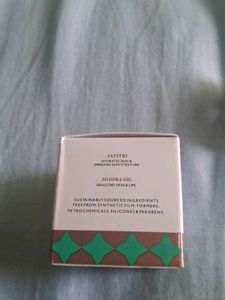 JAVITRI
HYDRATES SKIN &
IMPROVES SKIN'S TEXTURE
JOJOBA OIL
HEALS DRY SKIN & LIPS
SUSTAINABLY SOURCED INGREDIENTS
FREE FROM: SYNTHETIC FILM-FORMERS,
PETROCHEMICALS, SILICONES & PARABENS.